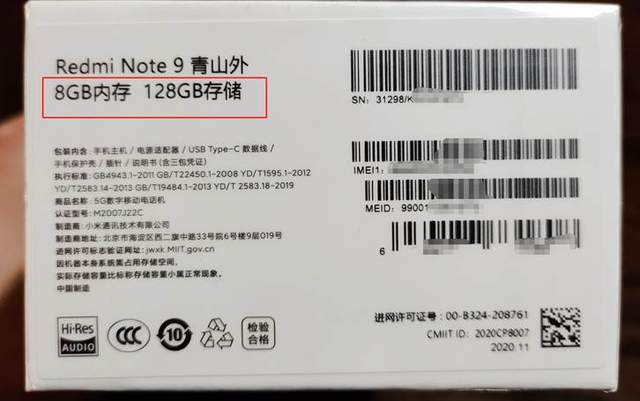 Redmi Note 9 青山外
8GB内存 128GB存储
包装内含：手机主机 / 电源适配器 / USB Type-C 数据线 /
手机保护壳 / 插针 / 说明书(含三包凭证)
执行标准：GB4943.1-2011 GB/T22450.1-2008 YD/T1595.1-2012
YD/T2583.14-2013 GB/T19484.1-2013 YD/T 2583.18-2019
商品名称：5G数字移动电话机
认证型号：M2007J22C
制造商：小米通讯技术有限公司
制造商地址：北京市海淀区西二旗中路33号院6号楼9层019号
进网许可标志验证网址：jwxk.MIIT.gov.cn
因机器本身系统需占用存储空间，
实际存储容量比标称存储容量小属正常现象。
中国制造
Hi-Res
AUDIO
CCC
10
检验
合格
SN: 31298/K
IMEI1:
MEID: 99001
6
进网许可证号：00-B324-208761
CMIIT ID: 2020CP8007
2020.11